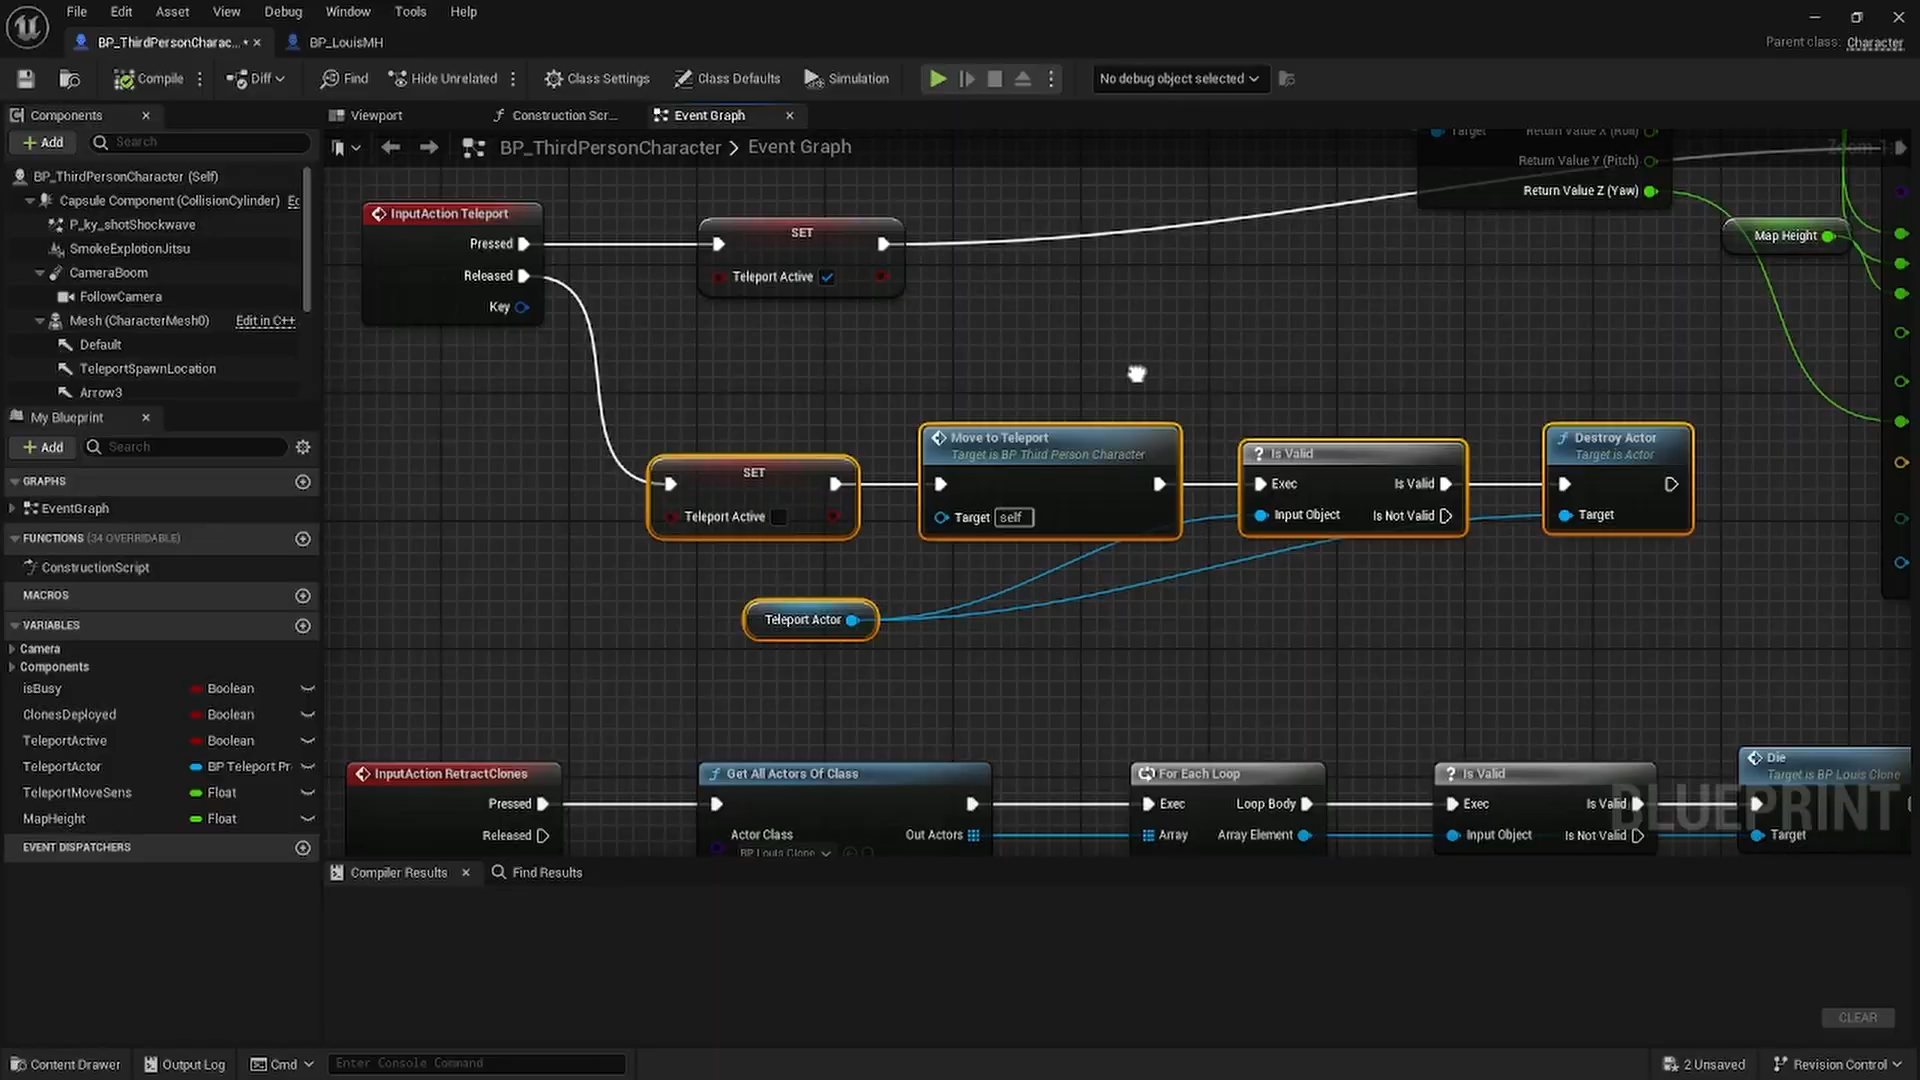 File Edit Asset View Debug Window Tools Help
BP_ThirdPersonCharac... • BP_LouisMH
Parent class: Character
Compile Diff Find Hide Unrelated Class Settings Class Defaults Simulation No debug object selected
Components Viewport Construction Scr... Event Graph
Add Search BP_ThirdPersonCharacter > Event Graph
BP_ThirdPersonCharacter (Self)
Capsule Component (CollisionCylinder)
P_ky_shotShockwave
SmokeExplotionJitsu
CameraBoom
FollowCamera
Mesh (CharacterMesh0) Edit in C++
Default
TeleportSpawnLocation
Arrow3
My Blueprint
Add Search
GRAPHS
EventGraph
FUNCTIONS (34 OVERRIDABLE)
ConstructionScript
MACROS
VARIABLES
Camera
Components
isBusy Boolean
ClonesDeployed Boolean
TeleportActive Boolean
TeleportActor BP Teleport Pr
TeleportMoveSens Float
MapHeight Float
EVENT DISPATCHERS
Target Return Value X (Roll)
Return Value Y (Pitch)
Return Value Z (Yaw)
Map Height
InputAction Teleport
Pressed
Released
Key
SET
Teleport Active
SET
Teleport Active
Move to Teleport
Target is BP Third Person Character
Target self
Is Valid
Exec Is Valid
Input Object Is Not Valid
Destroy Actor
Target is Actor
Target
Teleport Actor
InputAction RetractClones
Pressed
Released
Get All Actors Of Class
Actor Class Out Actors
BP Louis Clone
For Each Loop
Exec Loop Body
Array Array Element
Is Valid
Exec Is Valid
Input Object Is Not Valid
Die
Target is BP Louis Clone
Target
BLUEPRINT
Compiler Results Find Results
CLEAR
Content Drawer Output Log Cmd Enter Console Command 2 Unsaved Revision Control